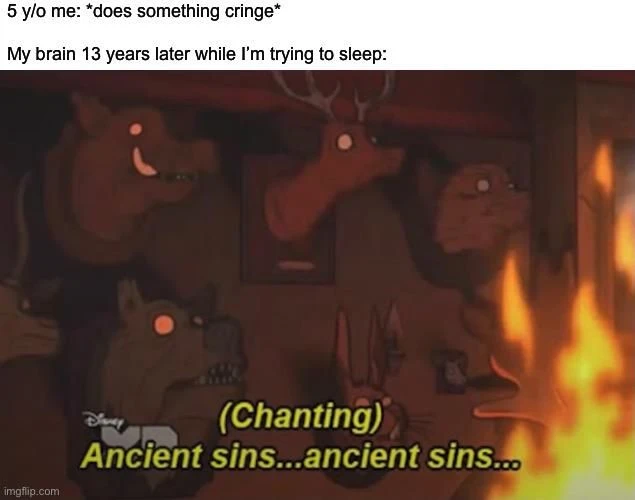 5 y/o me: *does something cringe*
My brain 13 years later while I’m trying to sleep:
(Chanting)
Disney
XD
Ancient sins...ancient sins...
imgflip.com